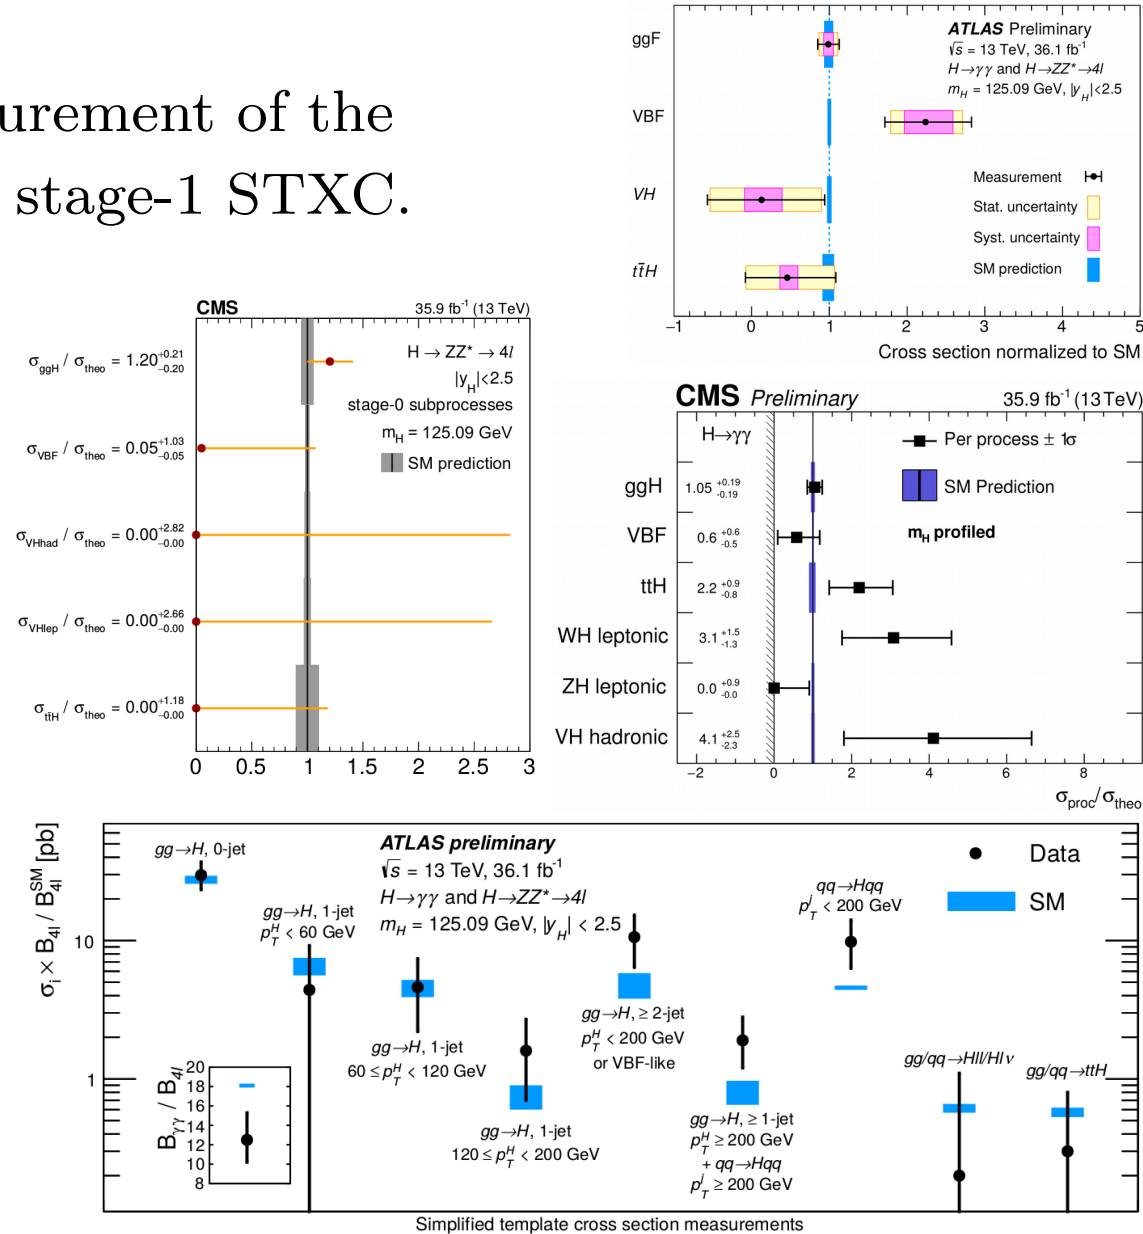 urement of the
stage-1 STXC.
ggF
VBF
VH
tt̄H
ATLAS Preliminary
√s = 13 TeV, 36.1 fb⁻¹
H→γγ and H→ZZ*→4l
m_H = 125.09 GeV, |y_H|<2.5
Measurement
Stat. uncertainty
Syst. uncertainty
SM prediction
−1 0 1 2 3 4 5
Cross section normalized to SM
CMS 35.9 fb⁻¹ (13 TeV)
H → ZZ* → 4l
|y_H|<2.5
stage-0 subprocesses
m_H = 125.09 GeV
SM prediction
σ_ggH / σ_theo = 1.20 +0.21 −0.20
σ_VBF / σ_theo = 0.05 +1.03 −0.05
σ_VHhad / σ_theo = 0.00 +2.82 −0.00
σ_VHlep / σ_theo = 0.00 +2.66 −0.00
σ_tt̄H / σ_theo = 0.00 +1.18 −0.00
0 0.5 1 1.5 2 2.5 3
CMS Preliminary 35.9 fb⁻¹ (13 TeV)
H→γγ
Per process ± 1σ
SM Prediction
m_H profiled
ggH 1.05 +0.19 -0.19
VBF 0.6 +0.6 -0.5
ttH 2.2 +0.9 -0.8
WH leptonic 3.1 +1.5 -1.3
ZH leptonic 0.0 +0.9 -0.0
VH hadronic 4.1 +2.5 -2.3
−2 0 2 4 6 8
σ_proc/σ_theo
σ_i × B_4l / B_4l^SM [pb]
10
1
ATLAS preliminary
√s = 13 TeV, 36.1 fb⁻¹
H→γγ and H→ZZ*→4l
m_H = 125.09 GeV, |y_H| < 2.5
Data
SM
gg→H, 0-jet
gg→H, 1-jet
p_T^H < 60 GeV
gg→H, 1-jet
60 ≤ p_T^H < 120 GeV
gg→H, 1-jet
120 ≤ p_T^H < 200 GeV
gg→H, ≥ 2-jet
p_T^H < 200 GeV
or VBF-like
gg→H, ≥ 1-jet
p_T^H ≥ 200 GeV
+ qq→Hqq
p_T^j ≥ 200 GeV
qq→Hqq
p_T^j < 200 GeV
gg/qq→Hll/Hlν
gg/qq→ttH
B_γγ / B_4l
20
18
16
14
12
10
8
Simplified template cross section measurements